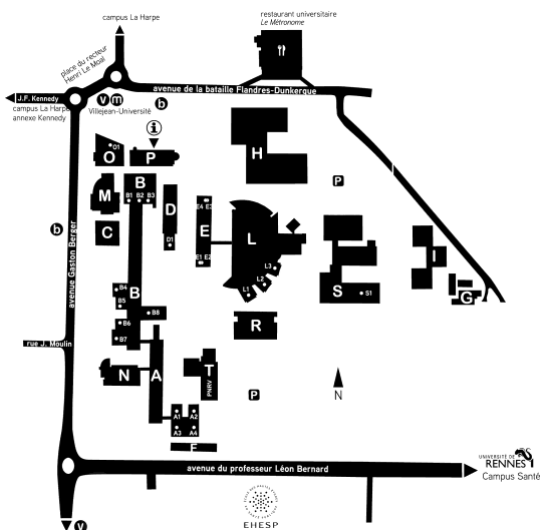 campus La Harpe
restaurant universitaire
Le Métronome
place du recteur
Henri Le Moal
J.F. Kennedy
campus La Harpe
annexe Kennedy
v m
Villejean-Université
b
avenue de la bataille Flandres-Dunkerque
i
O
O1
P
H
P
M
B
B1 B2 B3
D
D1
E4 E3
E
E1 E2
L
L3
L2
L1
C
b
avenue Gaston Berger
I
S
S1
G
B4
B5
B
B8
B6
B7
R
rue J. Moulin
N
A
T
PNRV
P
N
A1 A2
A3 A4
F
avenue du professeur Léon Bernard
UNIVERSITÉ DE
RENNES
Campus Santé
EHESP
v